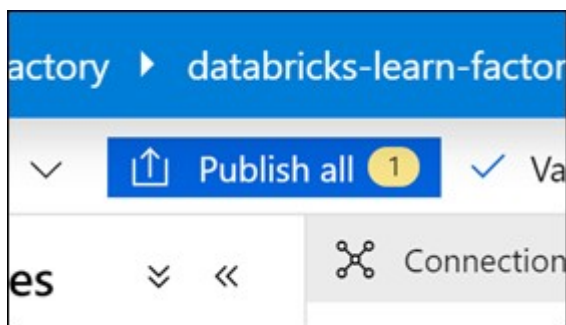 actory databricks-learn-factor
Publish all 1 Va
es Connection